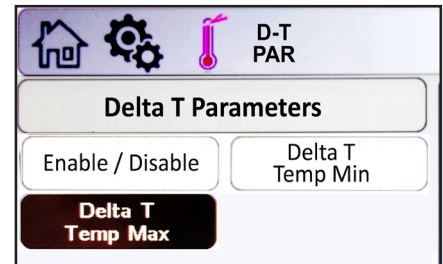 D-T
PAR
Delta T Parameters
Enable / Disable
Delta T
Temp Min
Delta T
Temp Max